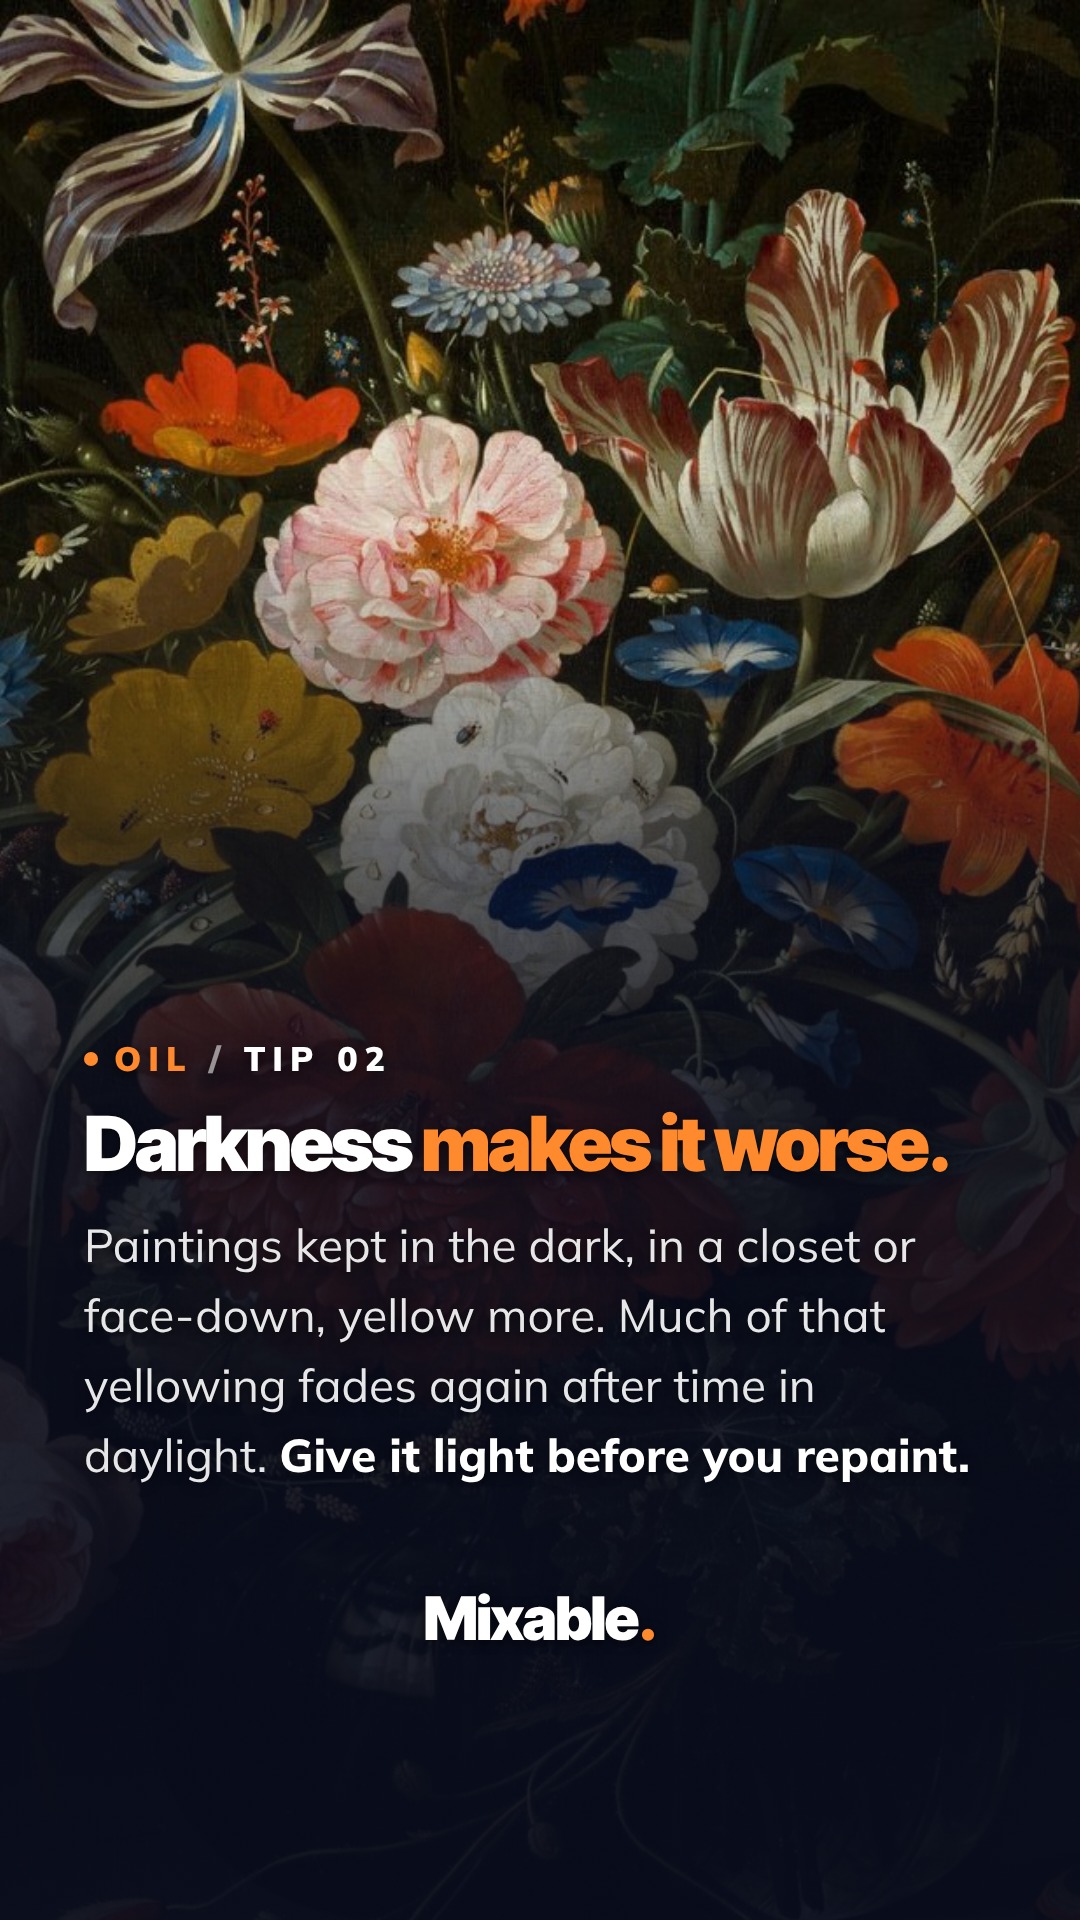 • OIL / TIP 02
Darkness makes it worse.
Paintings kept in the dark, in a closet or
face-down, yellow more. Much of that
yellowing fades again after time in
daylight. Give it light before you repaint.
Mixable.